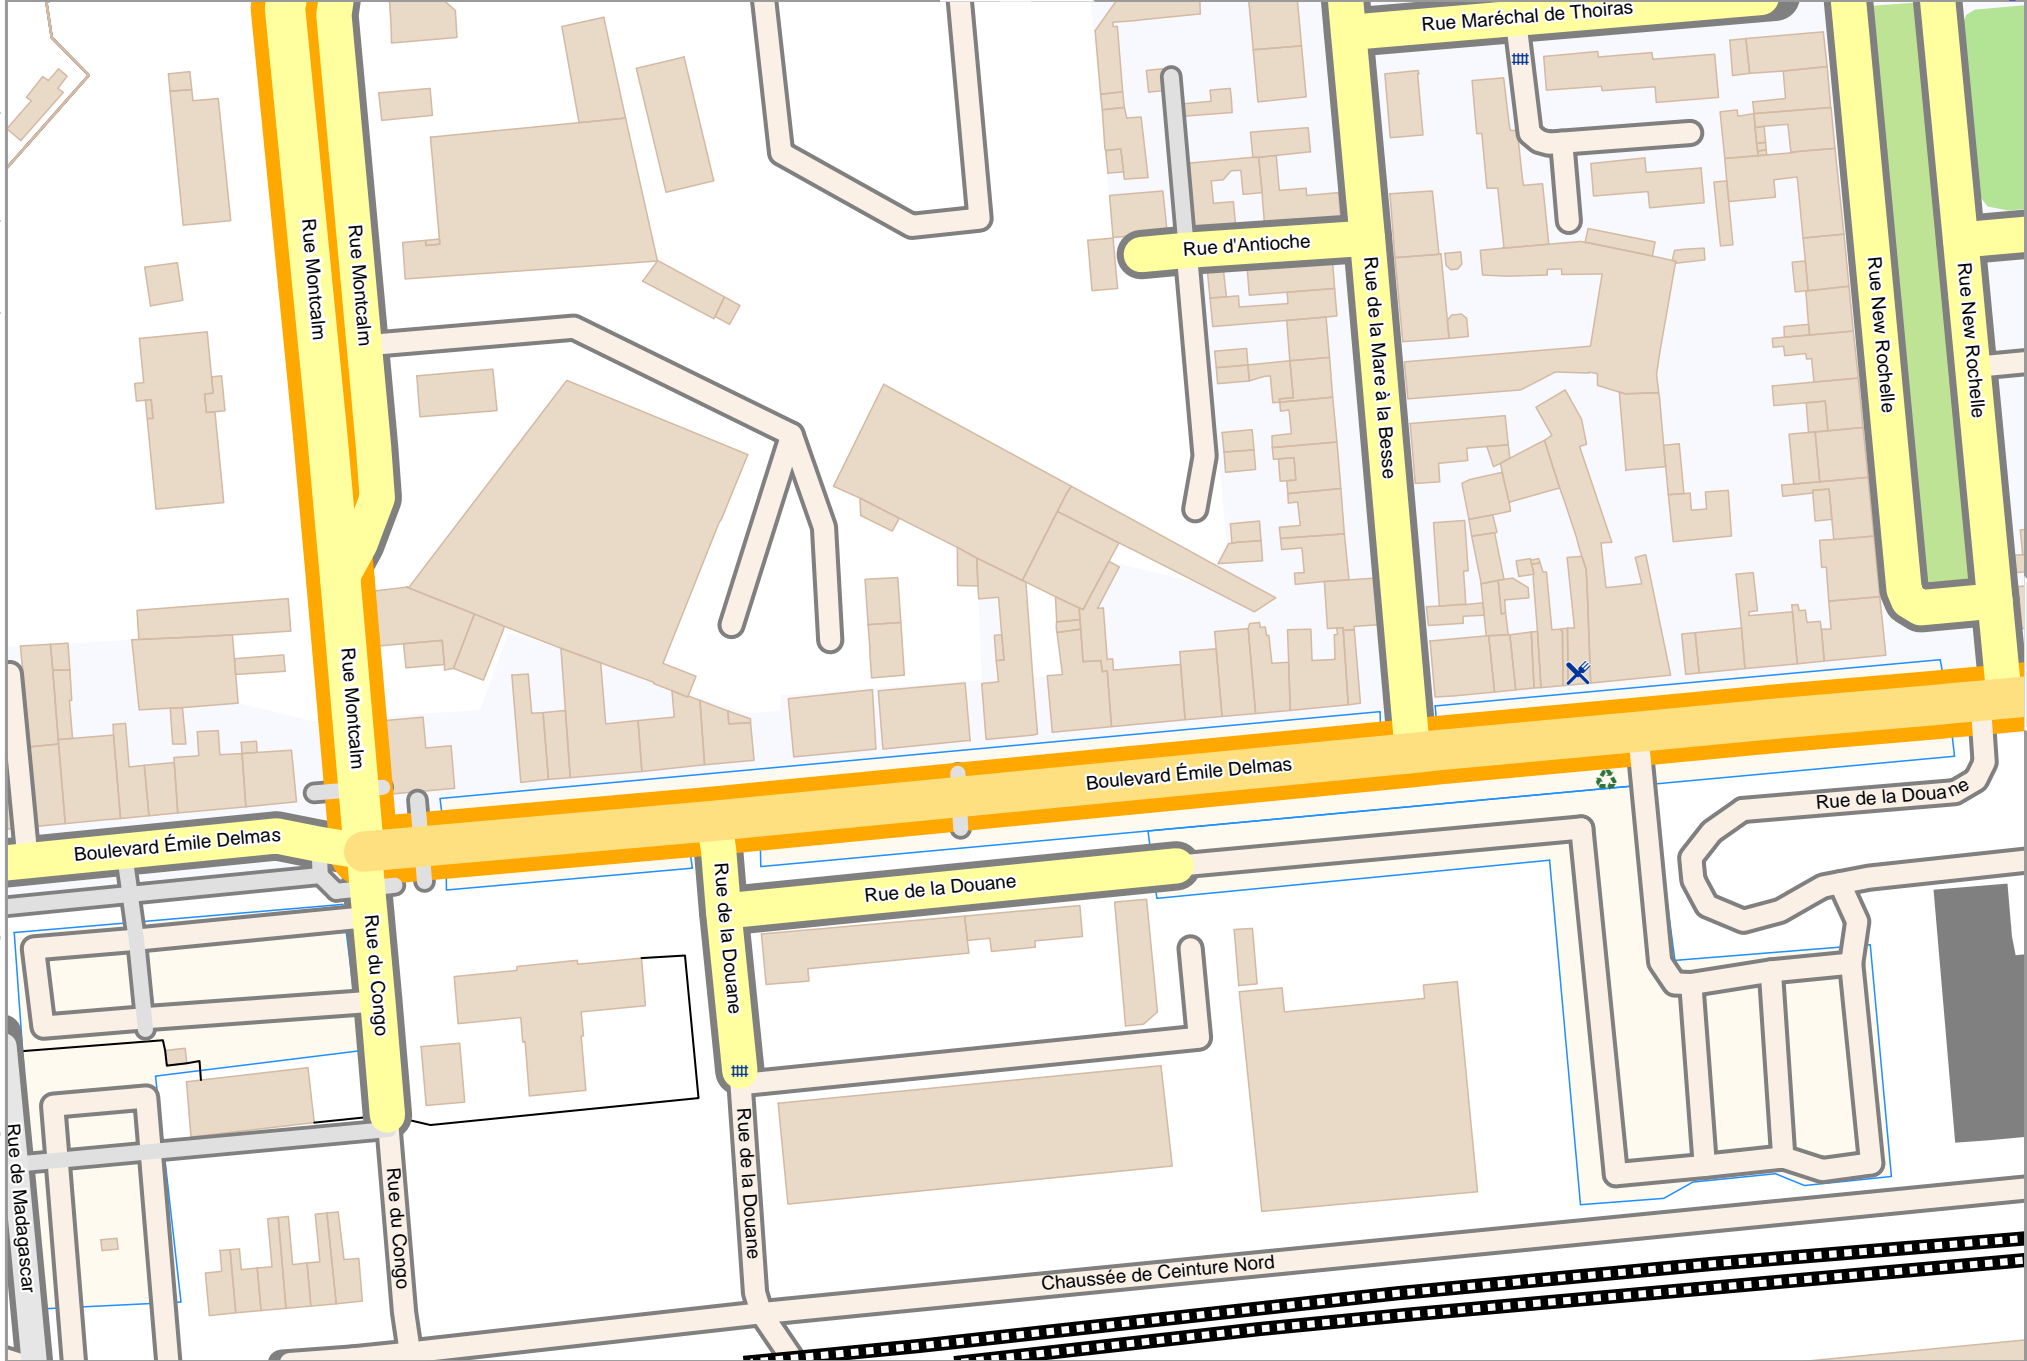 Rue Maréchal de Thoiras
Rue Montcalm
Rue Montcalm
Rue d'Antioche
Rue de la Mare à la Besse
Rue New Rochelle
Rue New Rochelle
Rue Montcalm
Boulevard Émile Delmas
Rue de la Douane
Boulevard Émile Delmas
Rue de la Douane
Rue de la Douane
Rue du Congo
Rue de la Douane
Rue de Madagascar
Rue du Congo
Chaussée de Ceinture Nord